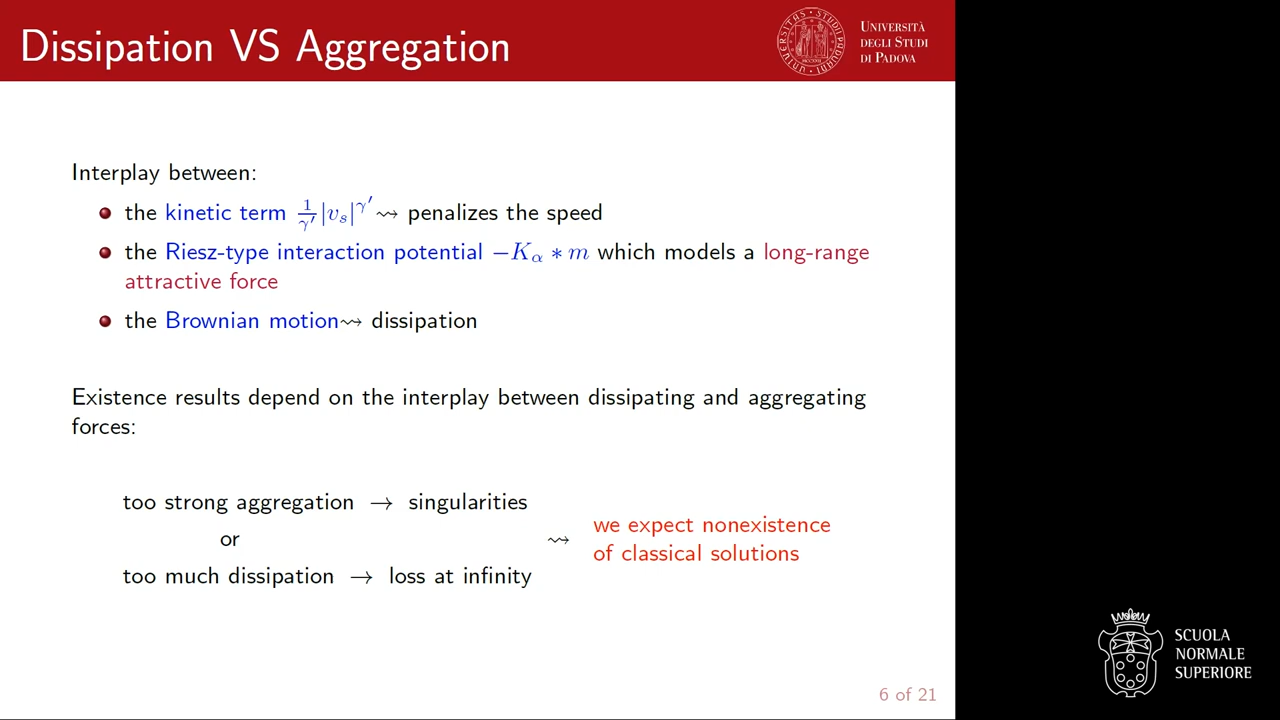 Dissipation VS Aggregation
UNIVERSITÀ
DEGLI STUDI
DI PADOVA
Interplay between:
the kinetic term 1/γ′ |v_s|^γ′ ⇝ penalizes the speed
the Riesz-type interaction potential −K_α ∗ m which models a long-range
attractive force
the Brownian motion⇝ dissipation
Existence results depend on the interplay between dissipating and aggregating
forces:
too strong aggregation → singularities
or
too much dissipation → loss at infinity
⇝
we expect nonexistence
of classical solutions
SCUOLA
NORMALE
SUPERIORE
6 of 21